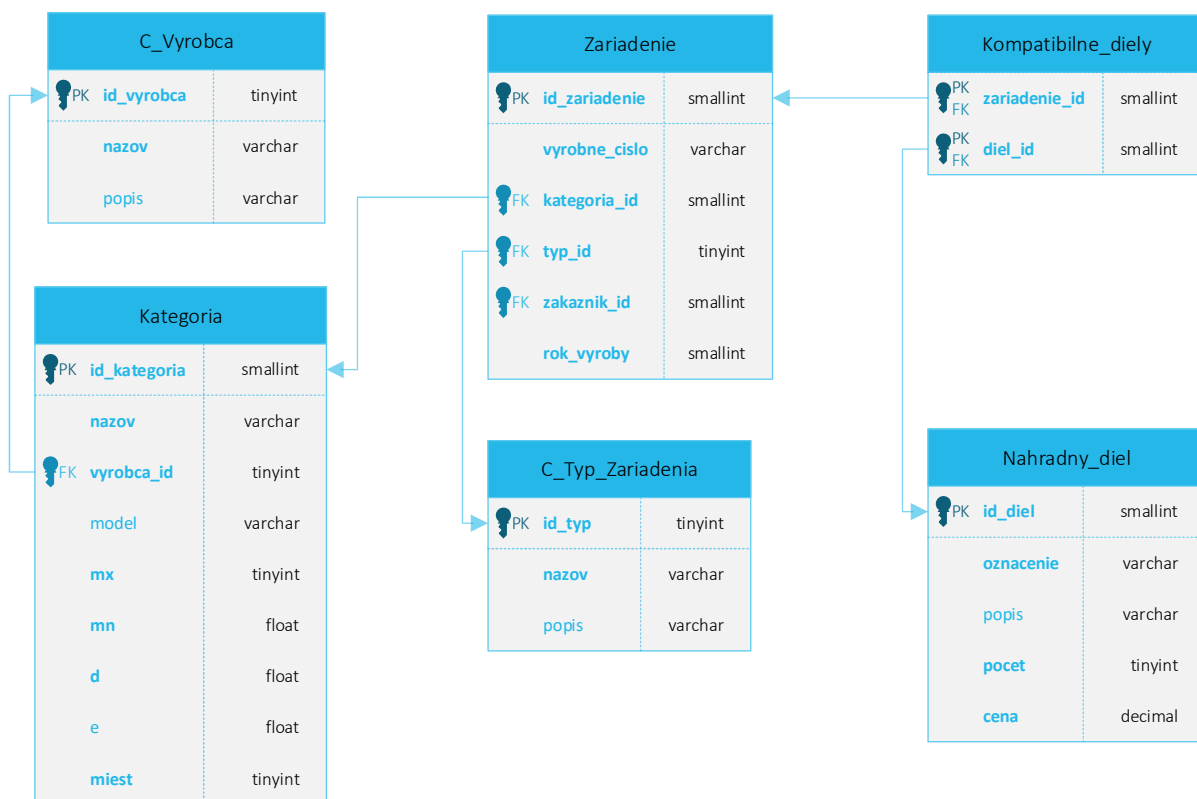 C_Vyrobca
PK id_vyrobca tinyint
nazov varchar
popis varchar
Kategoria
PK id_kategoria smallint
nazov varchar
FK vyrobca_id tinyint
model varchar
mx tinyint
mn float
d float
e float
miest tinyint
Zariadenie
PK id_zariadenie smallint
vyrobne_cislo varchar
FK kategoria_id smallint
FK typ_id tinyint
FK zakaznik_id smallint
rok_vyroby smallint
C_Typ_Zariadenia
PK id_typ tinyint
nazov varchar
popis varchar
Kompatibilne_diely
PK
FK zariadenie_id smallint
PK
FK diel_id smallint
Nahradny_diel
PK id_diel smallint
oznacenie varchar
popis varchar
pocet tinyint
cena decimal